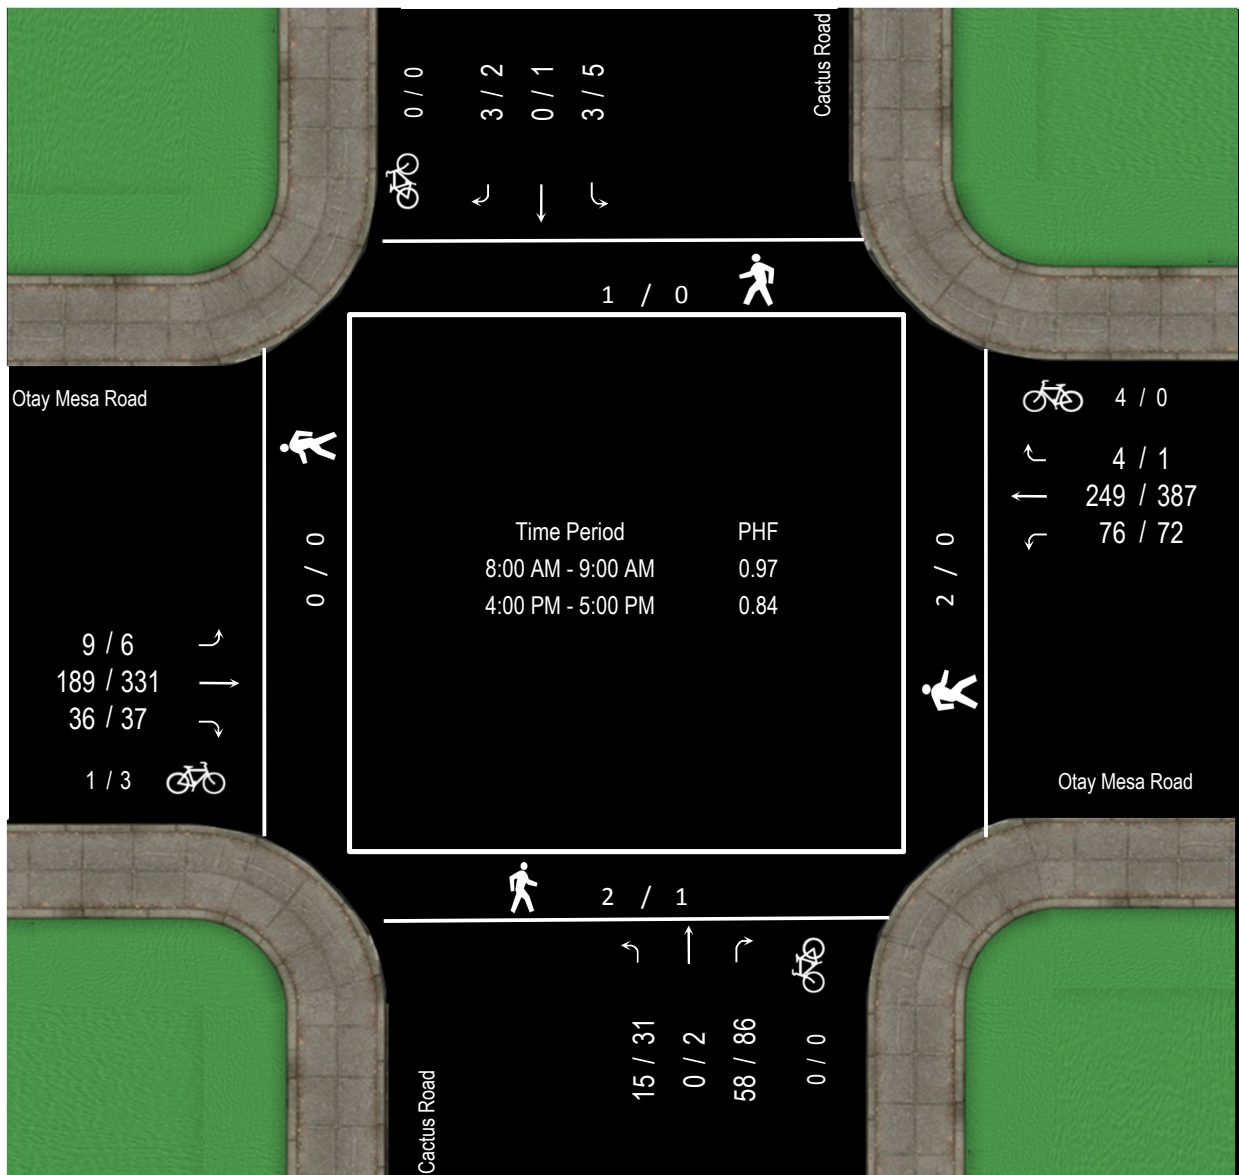 Cactus Road
0 / 0
3 / 2
0 / 1
3 / 5
1 / 0
Otay Mesa Road
4 / 0
4 / 1
249 / 387
76 / 72
0 / 0
Time Period PHF
8:00 AM - 9:00 AM 0.97
4:00 PM - 5:00 PM 0.84
2 / 0
9 / 6
189 / 331
36 / 37
1 / 3
Otay Mesa Road
2 / 1
15 / 31
0 / 2
58 / 86
0 / 0
Cactus Road